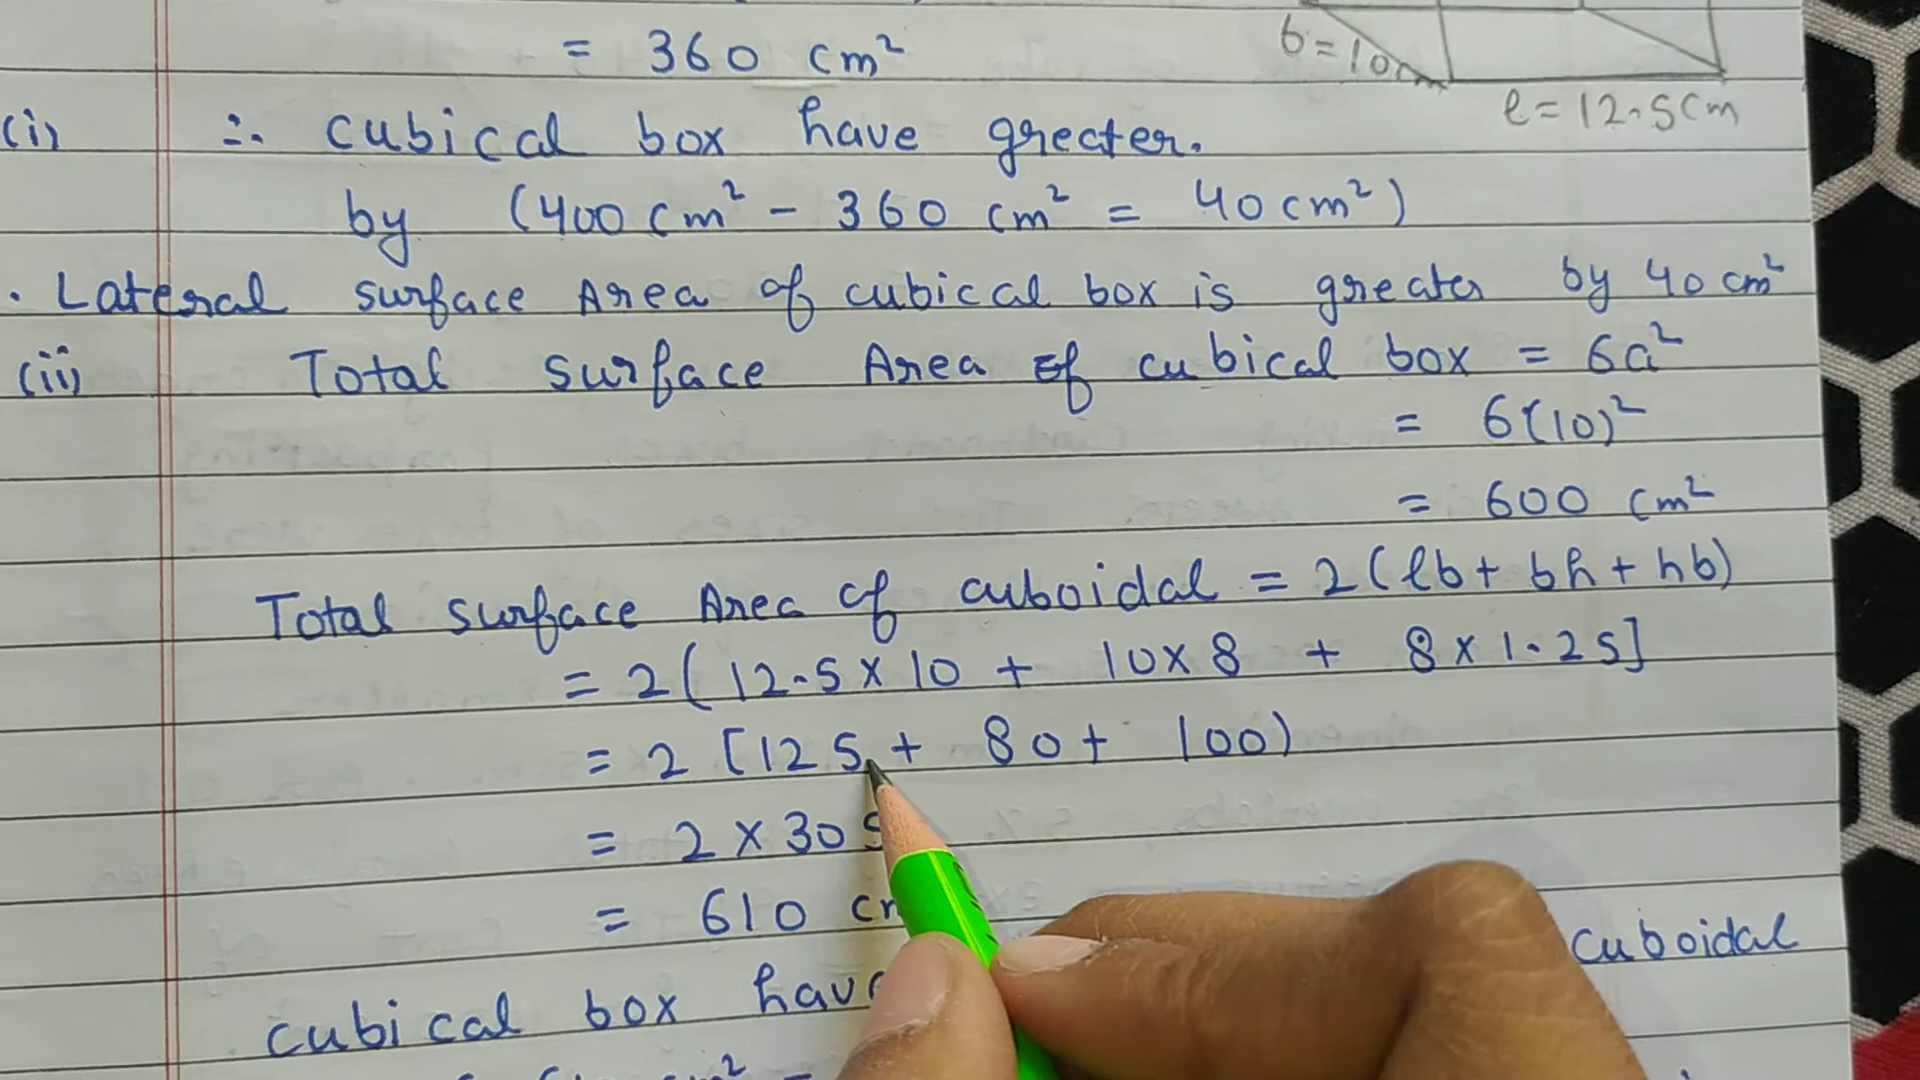 = 360 cm²
b = 10cm
l = 12.5cm
(i) ∴ cubical box have greater.
by (400 cm² - 360 cm² = 40 cm²)
. Lateral surface Area of cubical box is greater by 40 cm²
(ii) Total surface Area of cubical box = 6a²
= 6(10)²
= 600 cm²
Total surface Area of cuboidal = 2(lb + bh + hb)
= 2( 12.5 x 10 + 10 x 8 + 8 x 1.25]
= 2 [125 + 80 + 100)
= 2 x 305
= 610
cubical box cuboidal